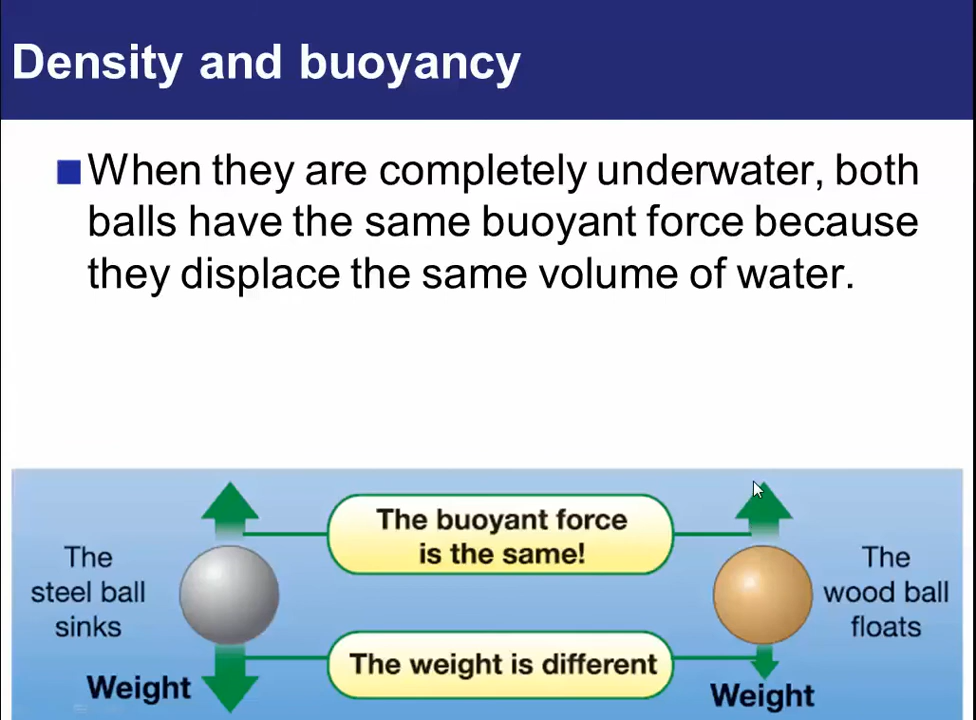 Density and buoyancy
When they are completely underwater, both
balls have the same buoyant force because
they displace the same volume of water.
The buoyant force
is the same!
The
steel ball
sinks
The
wood ball
floats
The weight is different
Weight
Weight